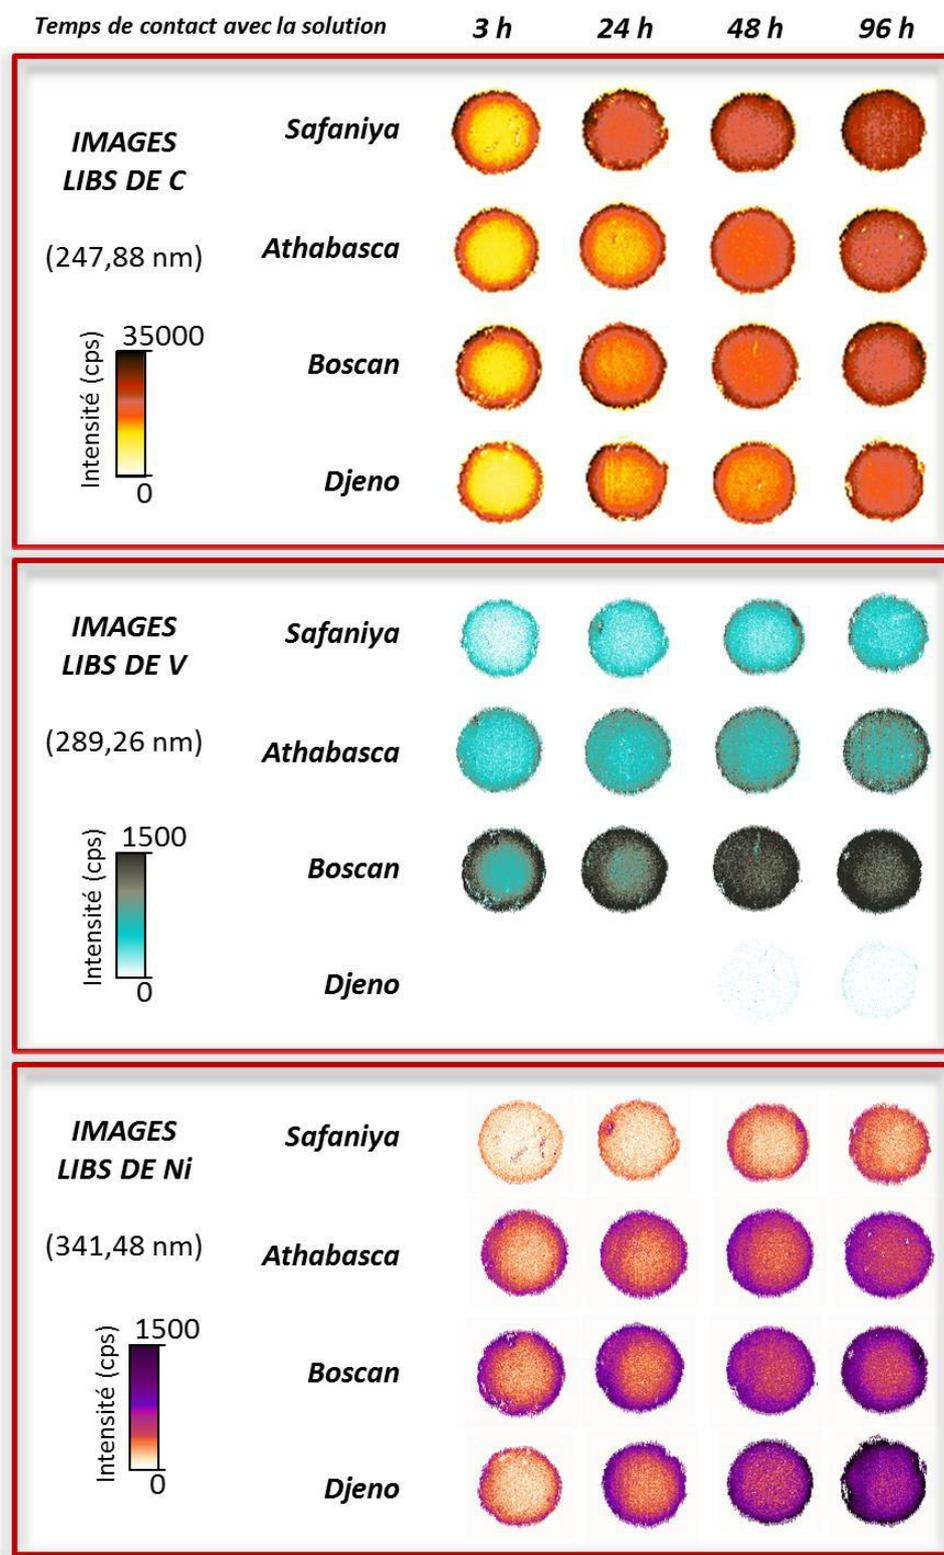 Temps de contact avec la solution 3 h 24 h 48 h 96 h
IMAGES
LIBS DE C
(247,88 nm)
Intensité (cps)
35000
0
Safaniya
Athabasca
Boscan
Djeno
IMAGES
LIBS DE V
(289,26 nm)
Intensité (cps)
1500
0
Safaniya
Athabasca
Boscan
Djeno
IMAGES
LIBS DE Ni
(341,48 nm)
Intensité (cps)
1500
0
Safaniya
Athabasca
Boscan
Djeno